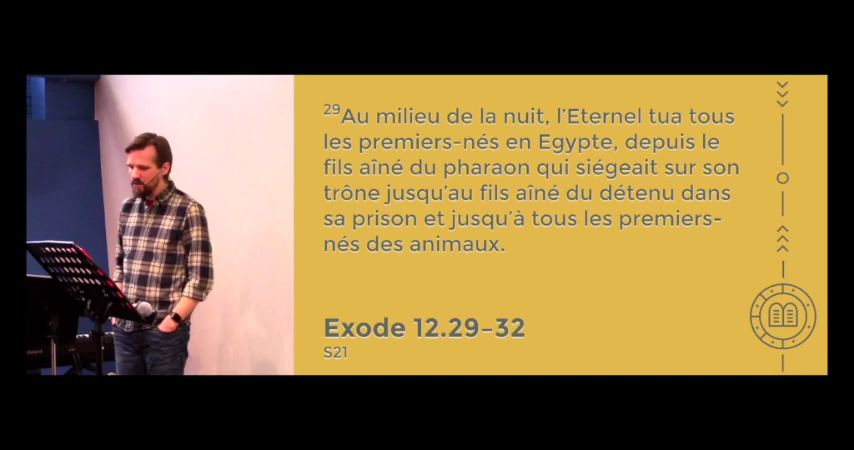 ²⁹Au milieu de la nuit, l'Eternel tua tous
les premiers-nés en Egypte, depuis le
fils aîné du pharaon qui siégeait sur son
trône jusqu'au fils aîné du détenu dans
sa prison et jusqu'à tous les premiers-
nés des animaux.
Exode 12.29–32
S21